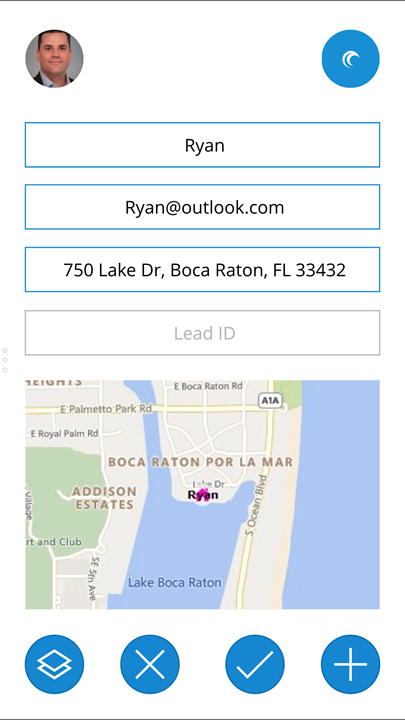 Ryan
Ryan@outlook.com
750 Lake Dr, Boca Raton, FL 33432
Lead ID
HEIGHTS
E Boca Raton Rd
A1A
E Palmetto Park Rd
E Royal Palm Rd
BOCA RATON POR LA MAR
ADDISON
ESTATES
Lake Dr
Ryan
Village
S Ocean Blvd
rt and Club
SE 5th Ave
Lake Boca Raton